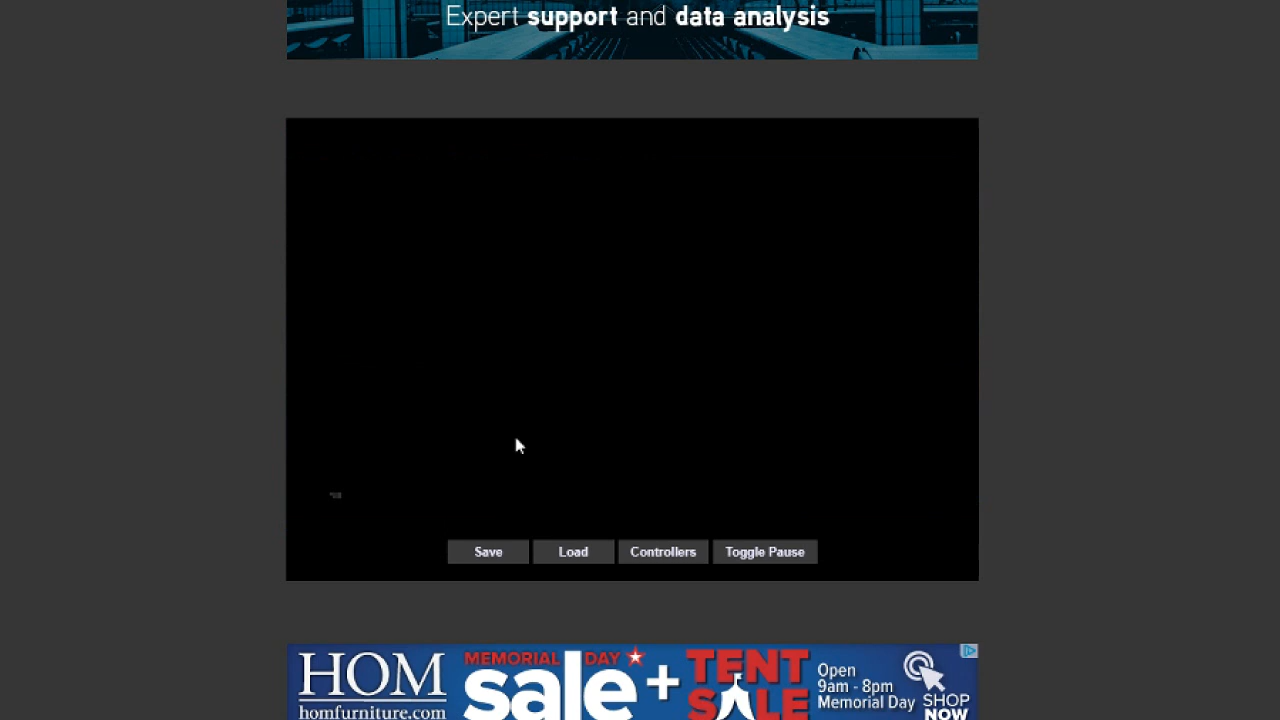 Expert support and data analysis
Save
Load
Controllers
Toggle Pause
HOM
homfurniture.com
MEMORIAL DAY
sale
+
TENT
SALE
Open
9am - 8pm
Memorial Day
SHOP
NOW